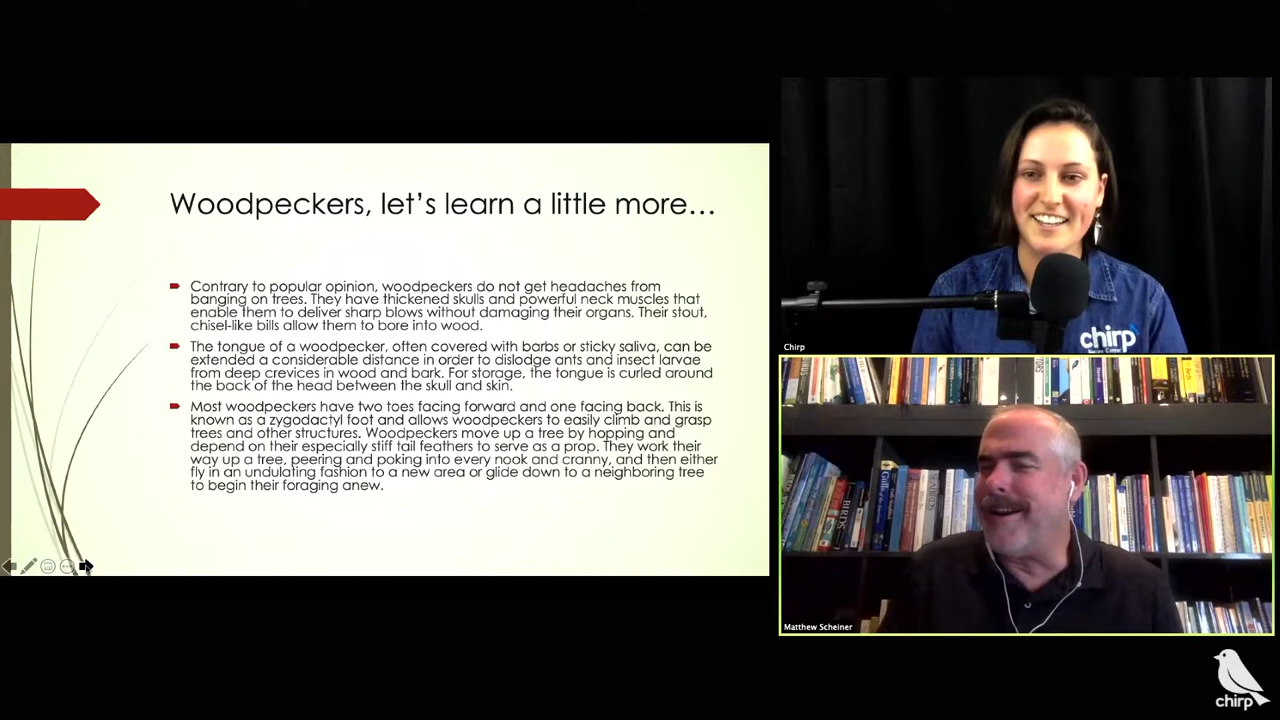 Woodpeckers, let's learn a little more…
Contrary to popular opinion, woodpeckers do not get headaches from
banging on trees. They have thickened skulls and powerful neck muscles that
enable them to deliver sharp blows without damaging their organs. Their stout,
chisel-like bills allow them to bore into wood.
The tongue of a woodpecker, often covered with barbs or sticky saliva, can be
extended a considerable distance in order to dislodge ants and insect larvae
from deep crevices in wood and bark. For storage, the tongue is curled around
the back of the head between the skull and skin.
Most woodpeckers have two toes facing forward and one facing back. This is
known as a zygodactyl foot and allows woodpeckers to easily climb and grasp
trees and other structures. Woodpeckers move up a tree by hopping and
depend on their especially stiff tail feathers to serve as a prop. They work their
way up a tree, peering and poking into every nook and cranny, and then either
fly in an undulating fashion to a new area or glide down to a neighboring tree
to begin their foraging anew.
chirp
Chirp
BIRDS
Matthew Scheiner
chirp